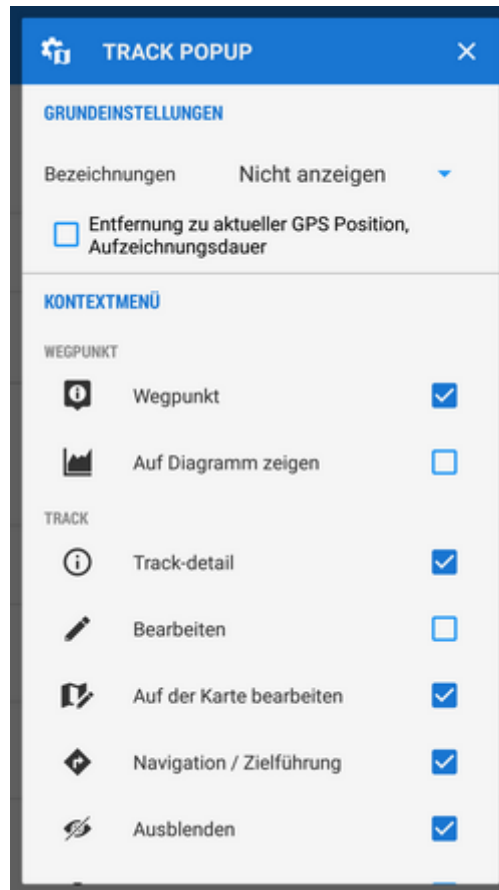 TRACK POPUP
GRUNDEINSTELLUNGEN
Bezeichnungen Nicht anzeigen
Entfernung zu aktueller GPS Position,
Aufzeichnungsdauer
KONTEXTMENÜ
WEGPUNKT
Wegpunkt
Auf Diagramm zeigen
TRACK
Track-detail
Bearbeiten
Auf der Karte bearbeiten
Navigation / Zielführung
Ausblenden